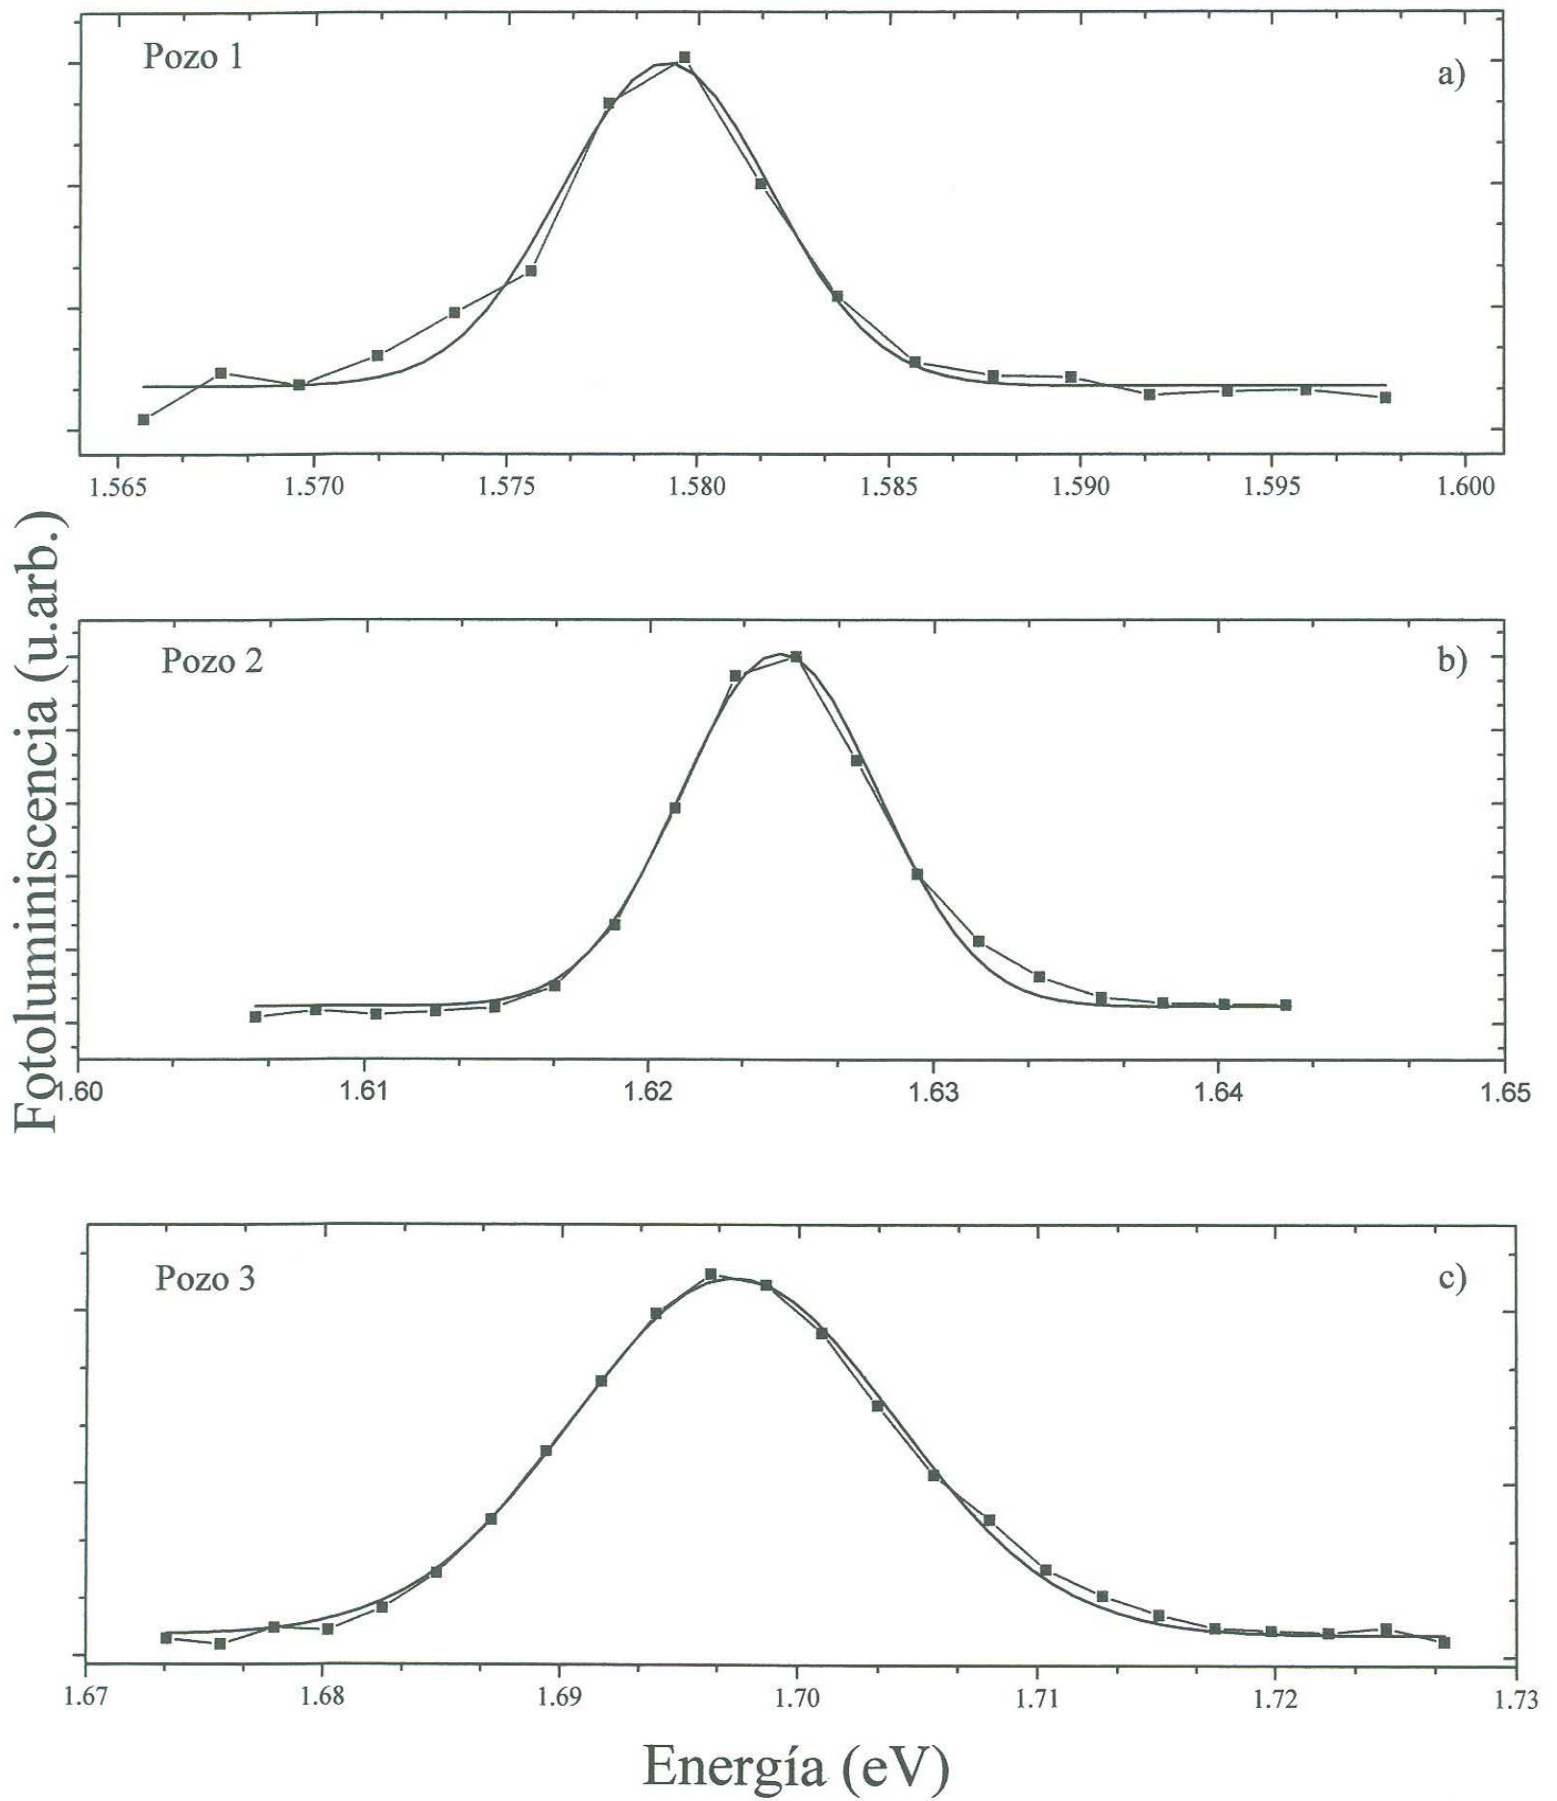 Pozo 1
a)
1.565 1.570 1.575 1.580 1.585 1.590 1.595 1.600
Fotoluminiscencia (u.arb.)
Pozo 2
b)
1.60 1.61 1.62 1.63 1.64 1.65
Pozo 3
c)
1.67 1.68 1.69 1.70 1.71 1.72 1.73
Energía (eV)